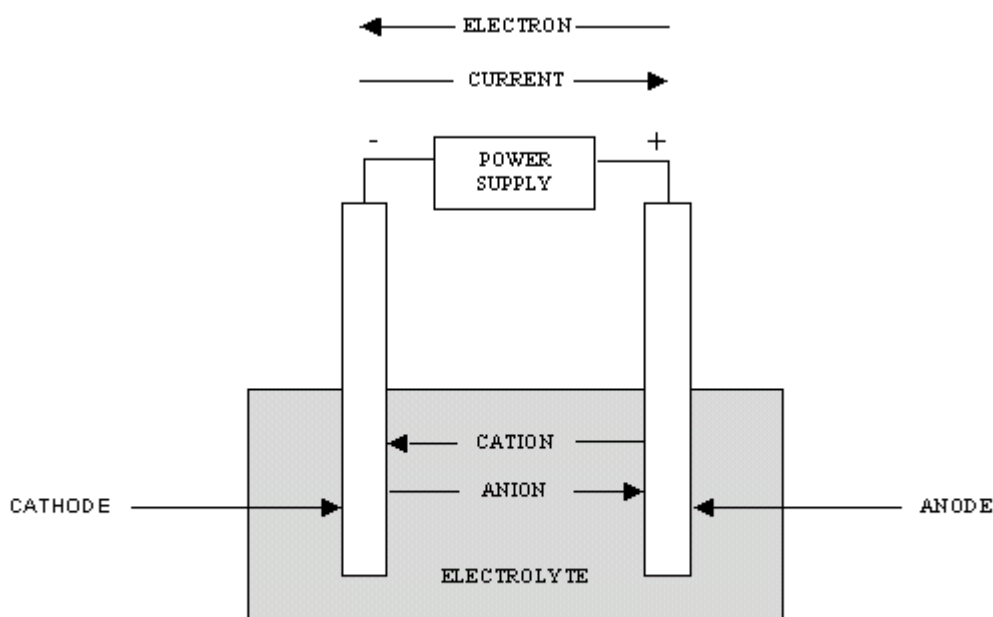 ELECTRON
CURRENT
- +
POWER
SUPPLY
CATION
ANION
CATHODE
ANODE
ELECTROLYTE